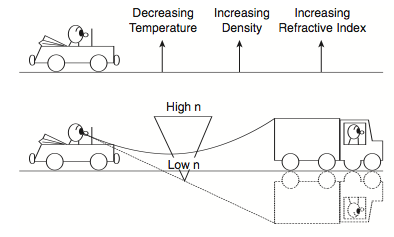 Decreasing
Temperature
Increasing
Density
Increasing
Refractive Index
High n
Low n